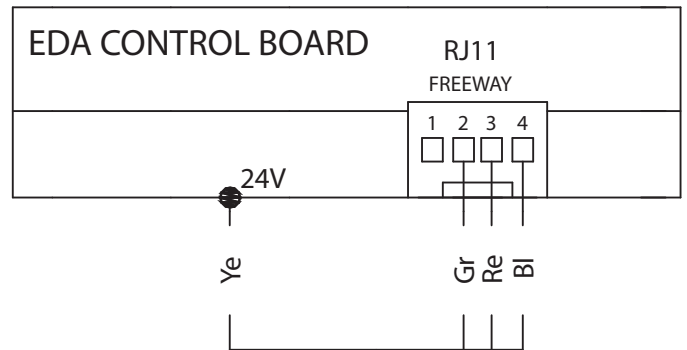 EDA CONTROL BOARD
RJ11
FREEWAY
1 2 3 4
24V
Ye
Gr
Re
Bl